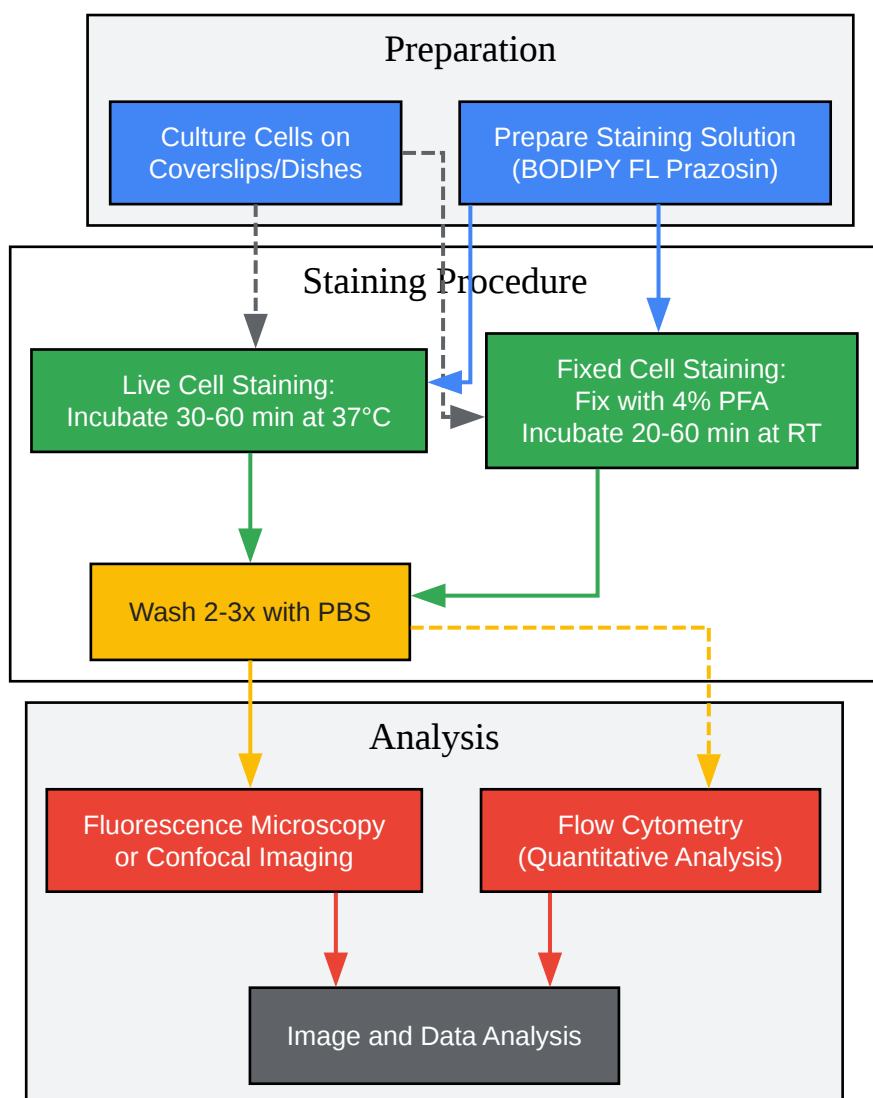 Preparation
Culture Cells on
Coverslips/Dishes
Prepare Staining Solution
(BODIPY FL Prazosin)
Staining Procedure
Live Cell Staining:
Incubate 30-60 min at 37°C
Fixed Cell Staining:
Fix with 4% PFA
Incubate 20-60 min at RT
Wash 2-3x with PBS
Analysis
Fluorescence Microscopy
or Confocal Imaging
Flow Cytometry
(Quantitative Analysis)
Image and Data Analysis